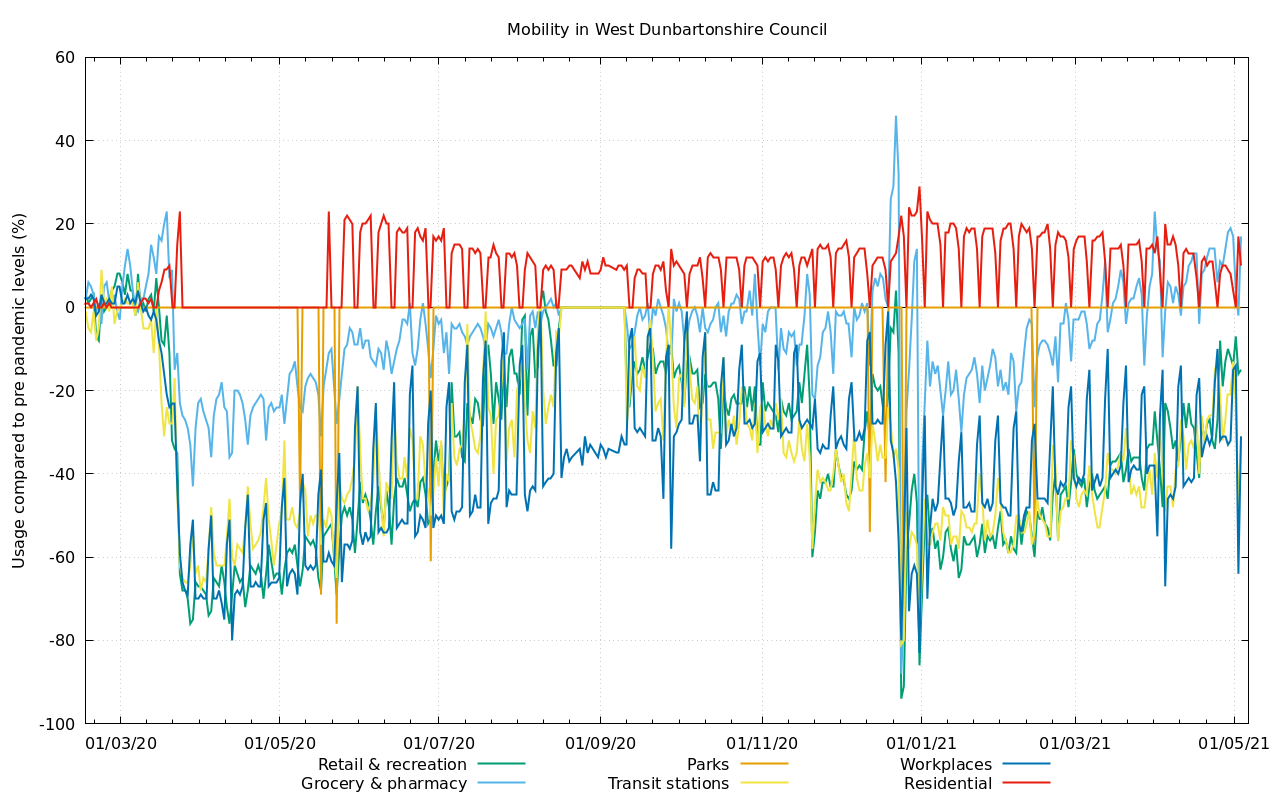 Mobility in West Dunbartonshire Council
Usage compared to pre pandemic levels (%)
60
40
20
0
-20
-40
-60
-80
-100
01/03/20 01/05/20 01/07/20 01/09/20 01/11/20 01/01/21 01/03/21 01/05/21
Retail & recreation Parks Workplaces
Grocery & pharmacy Transit stations Residential